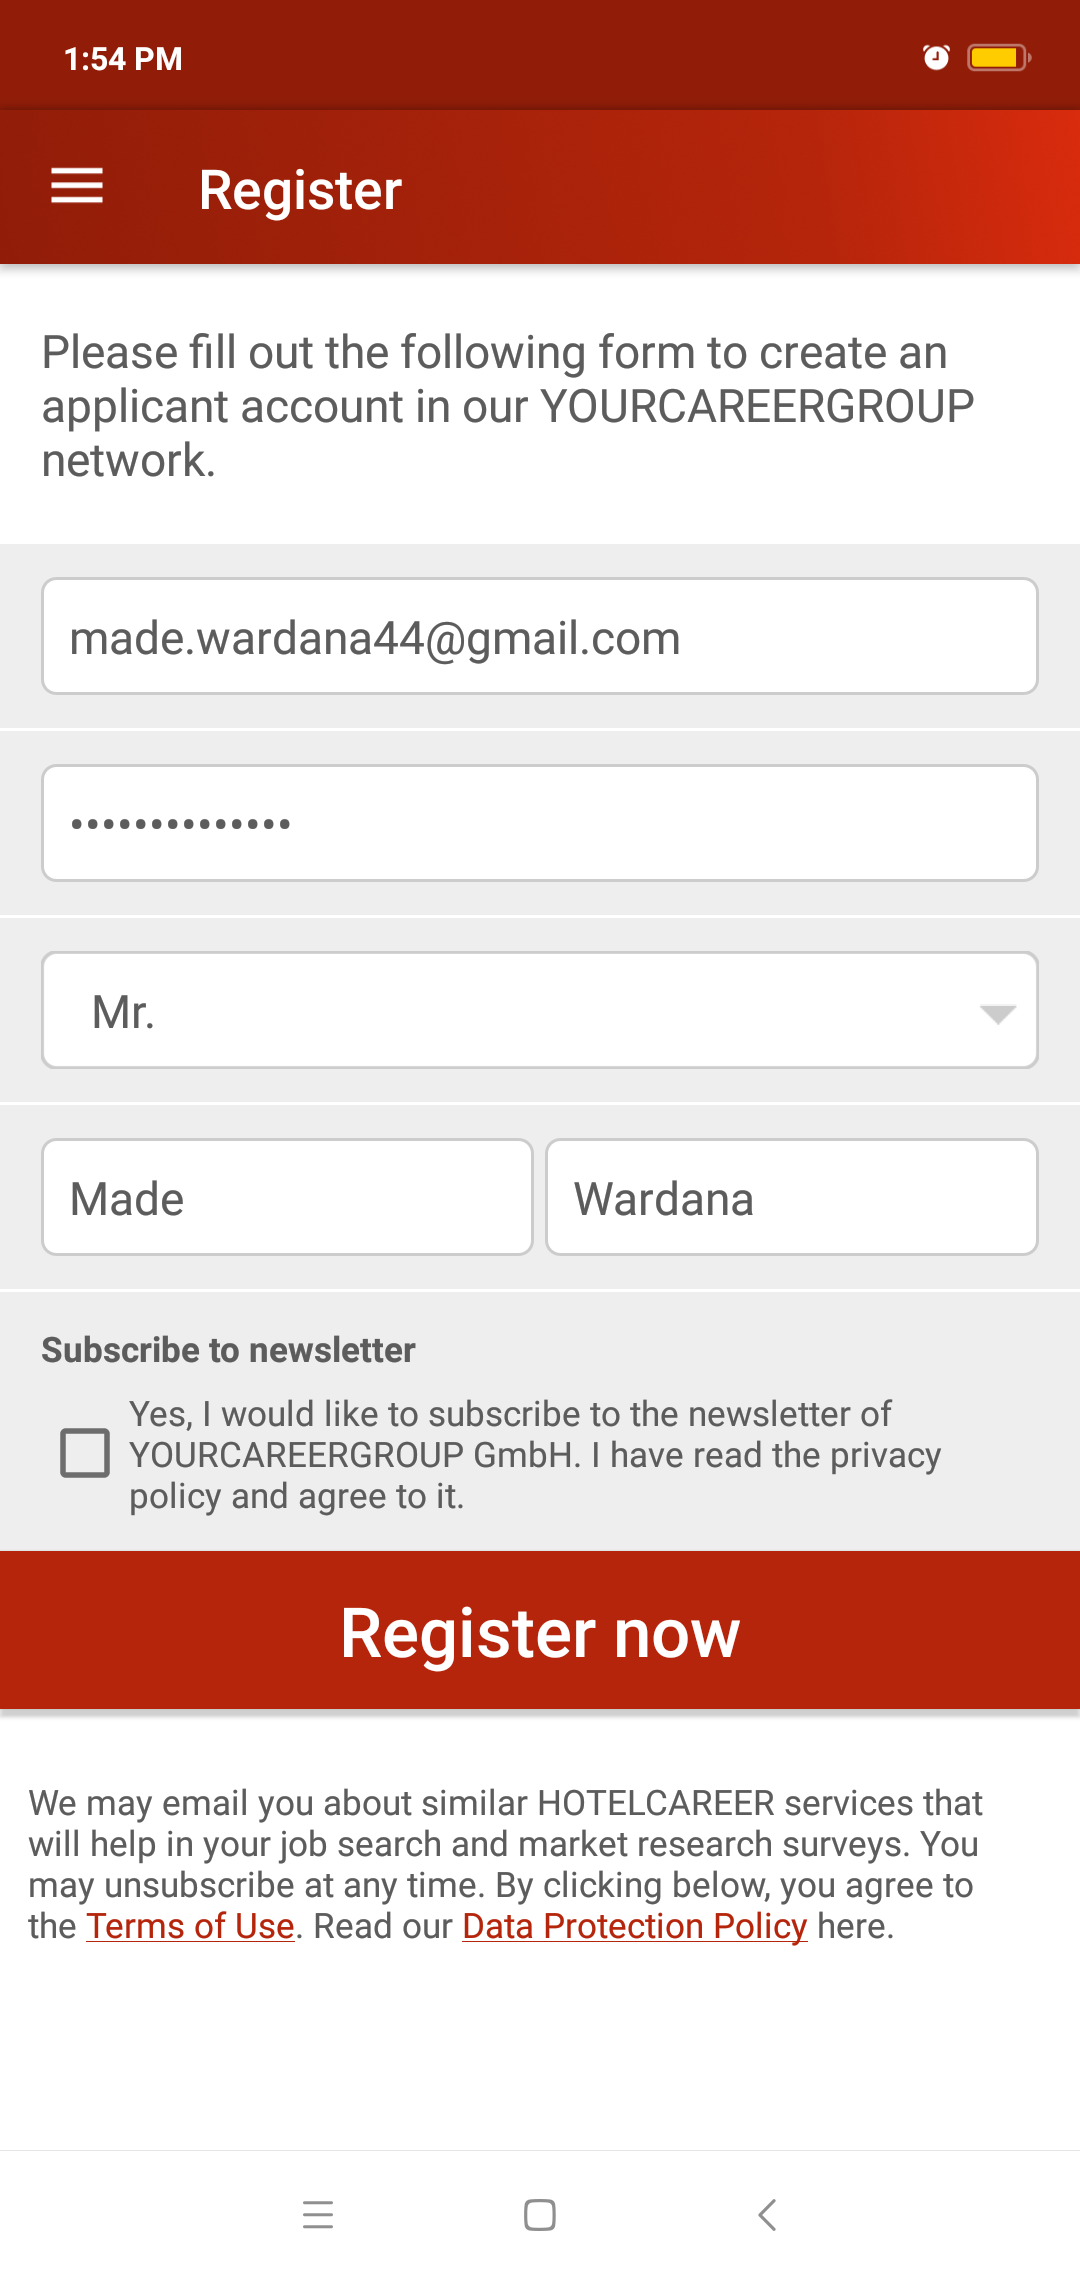 1:54 PM
Register
Please fill out the following form to create an
applicant account in our YOURCAREERGROUP
network.
made.wardana44@gmail.com
••••••••••••••
Mr.
Made Wardana
Subscribe to newsletter
Yes, I would like to subscribe to the newsletter of
YOURCAREERGROUP GmbH. I have read the privacy
policy and agree to it.
Register now
We may email you about similar HOTELCAREER services that
will help in your job search and market research surveys. You
may unsubscribe at any time. By clicking below, you agree to
the Terms of Use. Read our Data Protection Policy here.